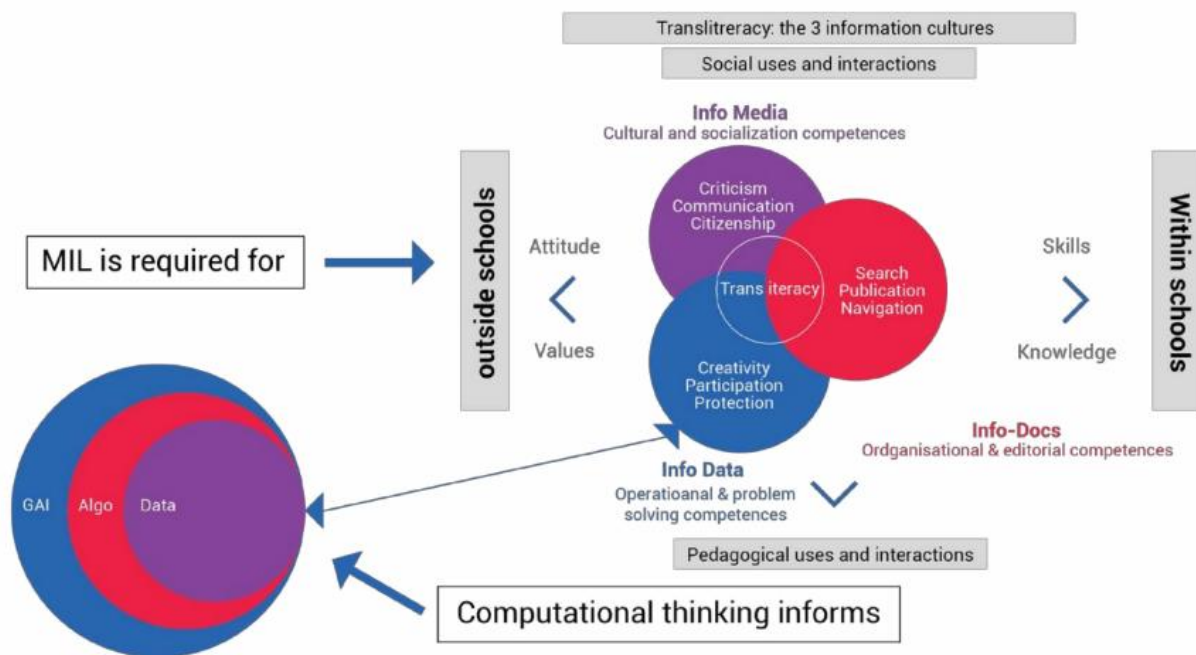 Translitreracy: the 3 information cultures
Social uses and interactions
Info Media
Cultural and socialization competences
outside schools
Within schools
Criticism
Communication
Citizenship
MIL is required for
Attitude
Skills
Search
Publication
Navigation
Trans iteracy
Values
Knowledge
Creativity
Participation
Protection
Info-Docs
Ordganisational & editorial competences
Info Data
Operatioanal & problem
solving competences
GAI
Algo
Data
Pedagogical uses and interactions
Computational thinking informs